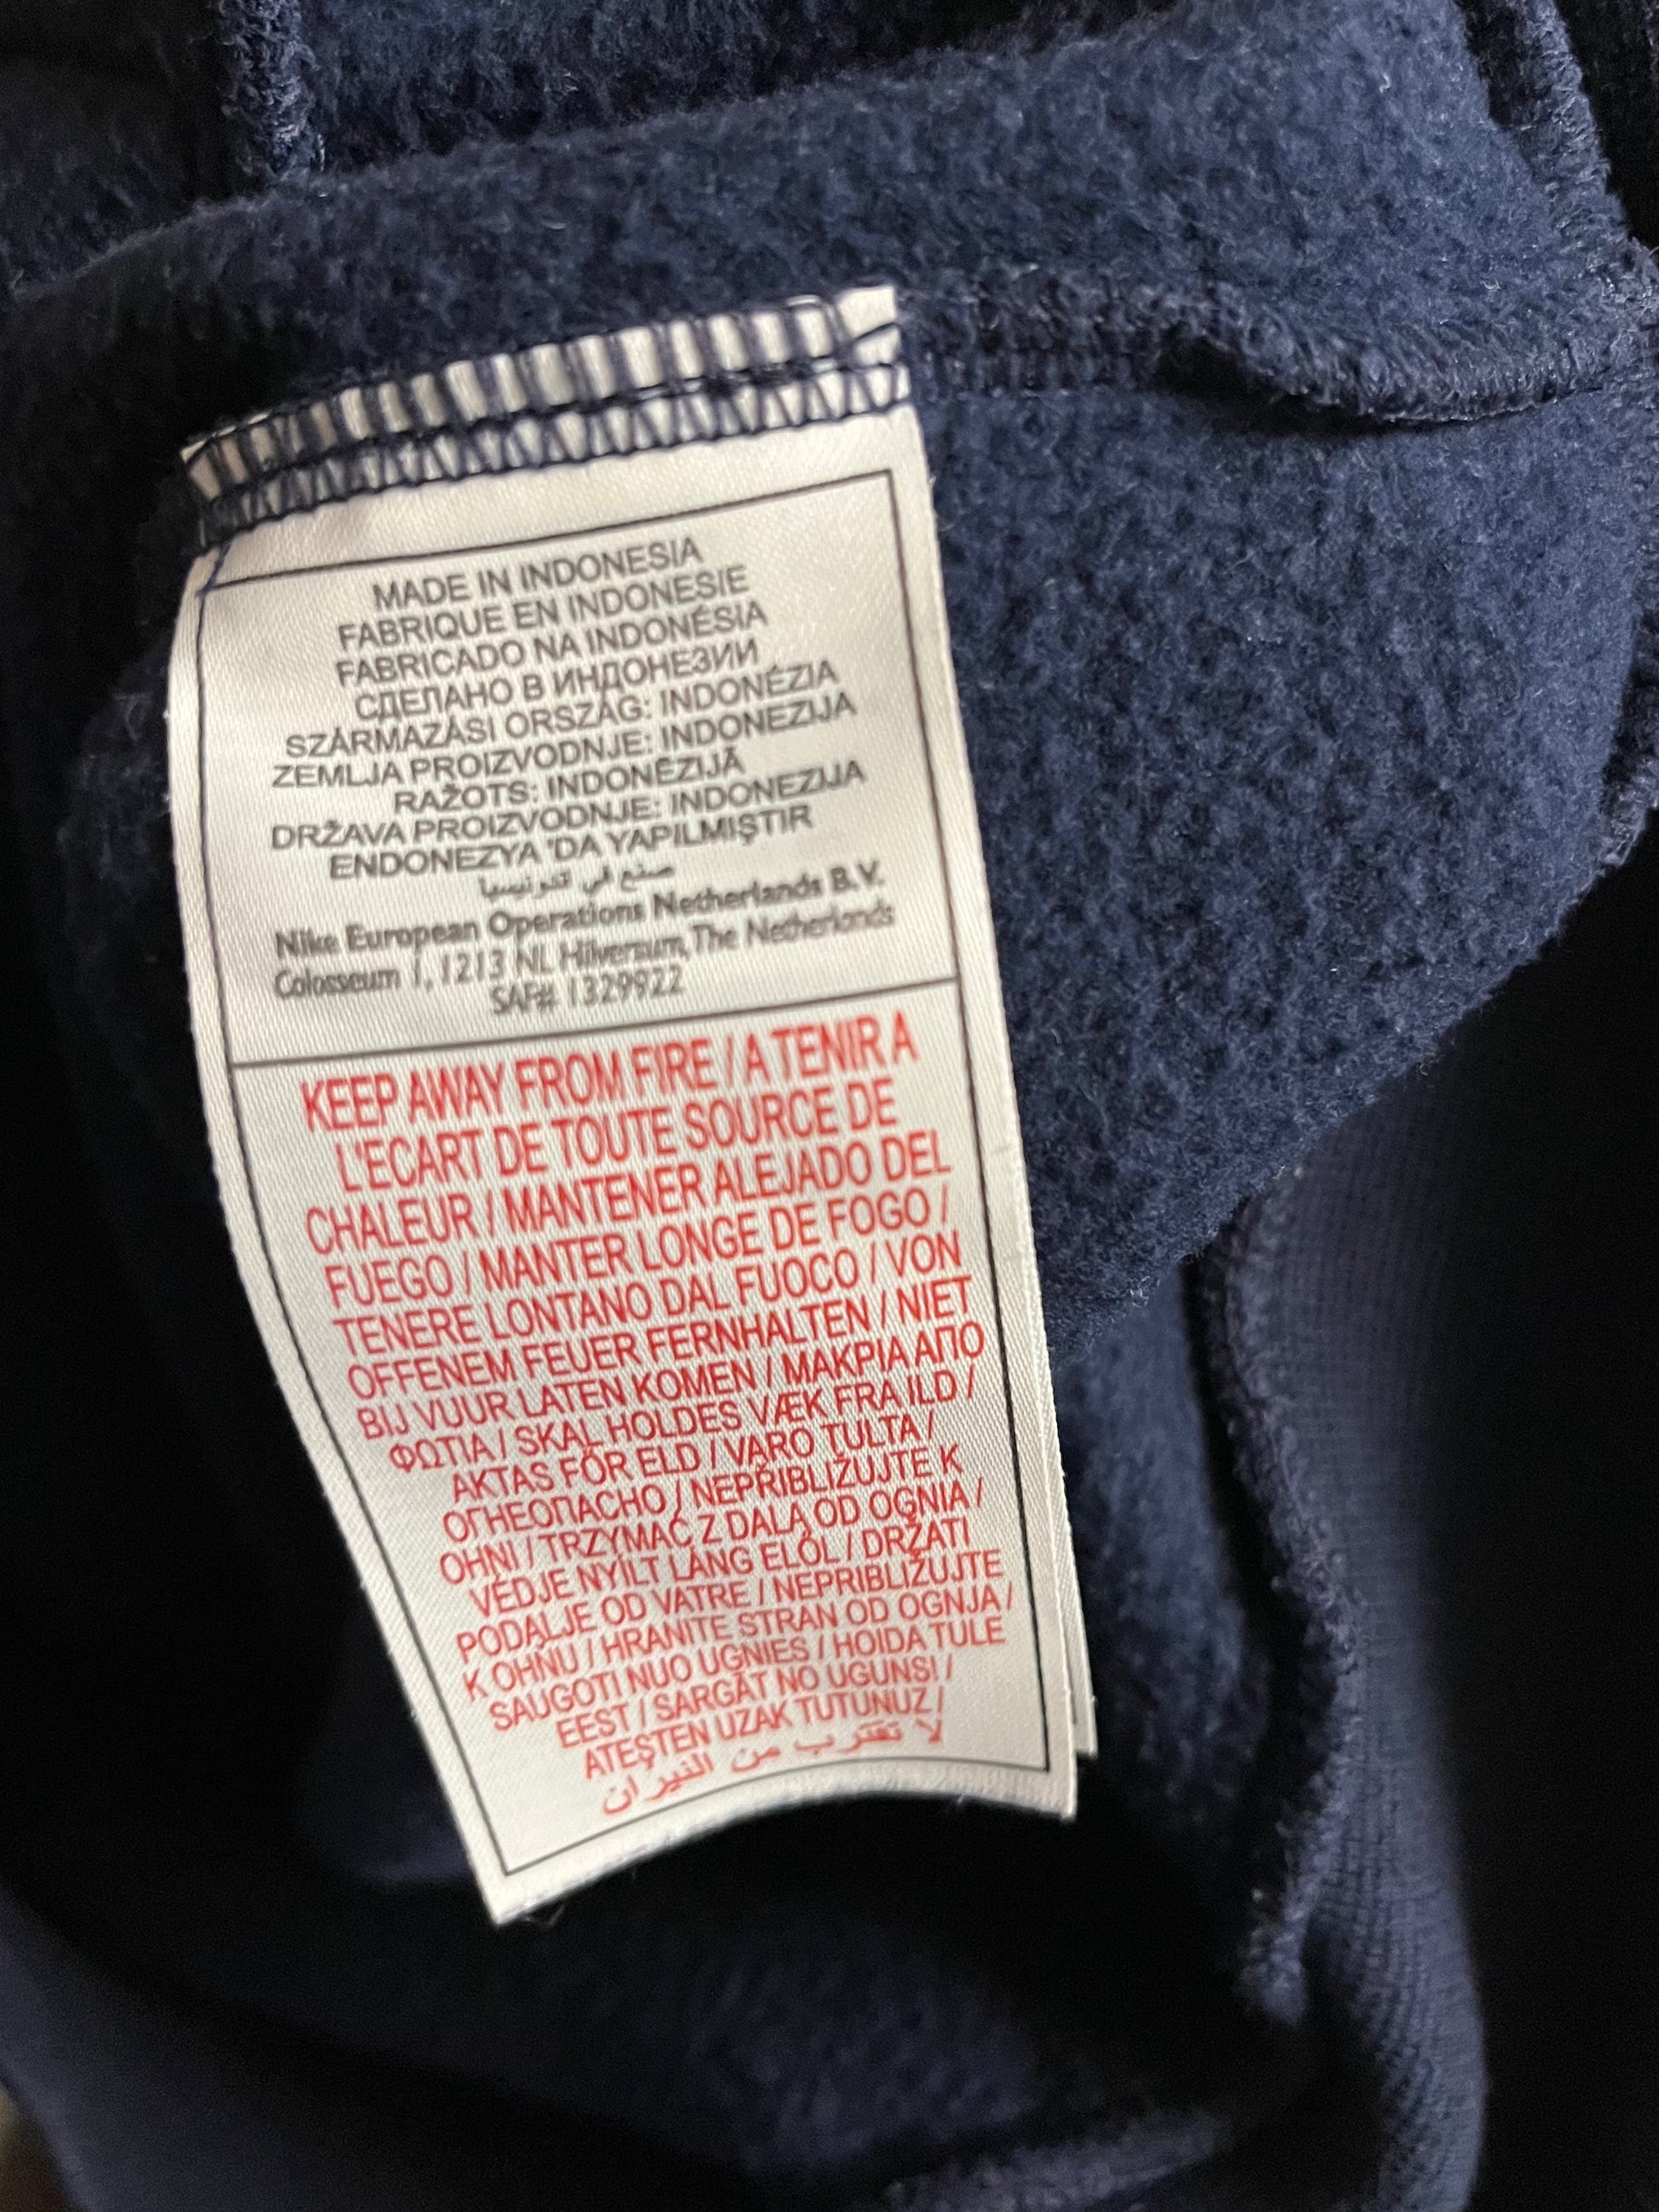 MADE IN INDONESIA
FABRIQUE EN INDONESIE
FABRICADO NA INDONÉSIA
СДЕЛАНО В ИНДОНЕЗИИ
SZÁRMAZÁSI ORSZÁG: INDONÉZIA
ZEMLJA PROIZVODNJE: INDONEZIJA
RAŽOTS: INDONĒZIJĀ
DRŽAVA PROIZVODNJE: INDONEZIJA
ENDONEZYA 'DA YAPILMIŞTIR
صنع في
Nike European Operations Netherlands B.V.
Colosseum 1, 1213 NL Hilversum, The Netherlands
SAF# 1329922
KEEP AWAY FROM FIRE / A TENIR A
L'ECART DE TOUTE SOURCE DE
CHALEUR / MANTENER ALEJADO DEL
FUEGO / MANTER LONGE DE FOGO /
TENERE LONTANO DAL FUOCO / VON
OFFENEM FEUER FERNHALTEN / NIET
BIJ VUUR LATEN KOMEN / ΜΑΚΡΙΑ ΑΠΟ
ΦΩΤΙΑ / SKAL HOLDES VÆK FRA ILD /
AKTAS FÖR ELD / VARO TULTA /
ОГНЕОПАСНО / NEPŘIBLIŽUJTE K
OHNI / TRZYMAĆ Z DALA OD OGNIA /
VÉDJE NYÍLT LÁNG ELŐL / DRŽATI
PODALJE OD VATRE / NEPRIBLIŽUJTE
K OHŇU / HRANITE STRAN OD OGNJA /
SAUGOTI NUO UGNIES / HOIDA TULE
EEST / SARGĀT NO UGUNS! /
ATEŞTEN UZAK TUTUNUZ /
لا تقترب من النيران